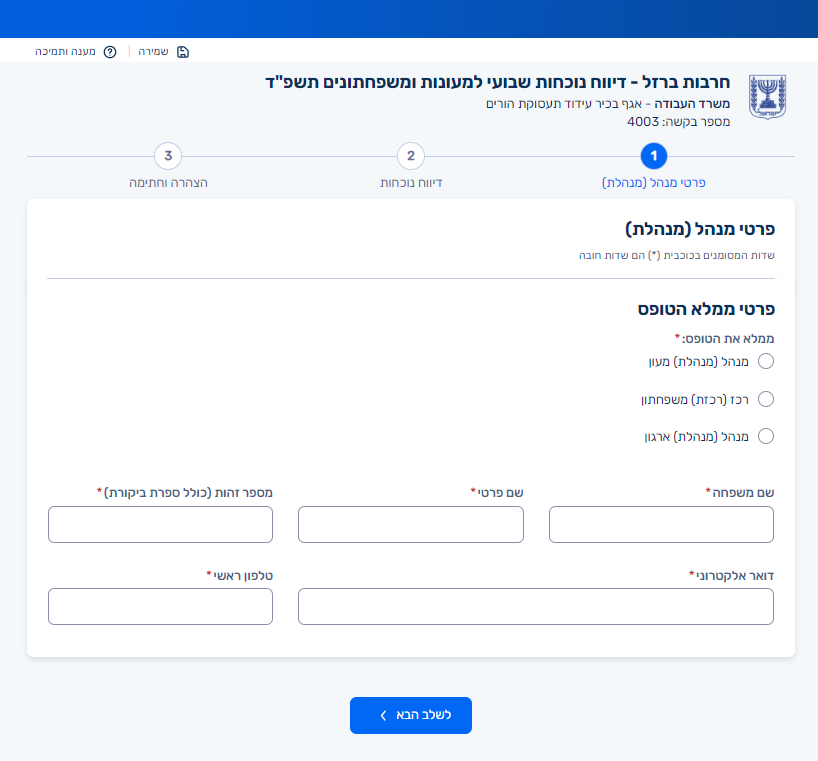 שמירה | מענה ותמיכה
חרבות ברזל - דיווח נוכחות שבועי למעונות ומשפחתונים תשפ"ד
משרד העבודה - אגף בכיר עידוד תעסוקת הורים
מספר בקשה: 4003
1 2 3
פרטי מנהל (מנהלת) דיווח נוכחות הצהרה וחתימה
פרטי מנהל (מנהלת)
שדות המסומנים בכוכבית (*) הם שדות חובה
פרטי ממלא הטופס
ממלא את הטופס: *
מנהל (מנהלת) מעון
רכז (רכזת) משפחתון
מנהל (מנהלת) ארגון
שם משפחה * שם פרטי * מספר זהות (כולל ספרת ביקורת) *
דואר אלקטרוני * טלפון ראשי *
לשלב הבא